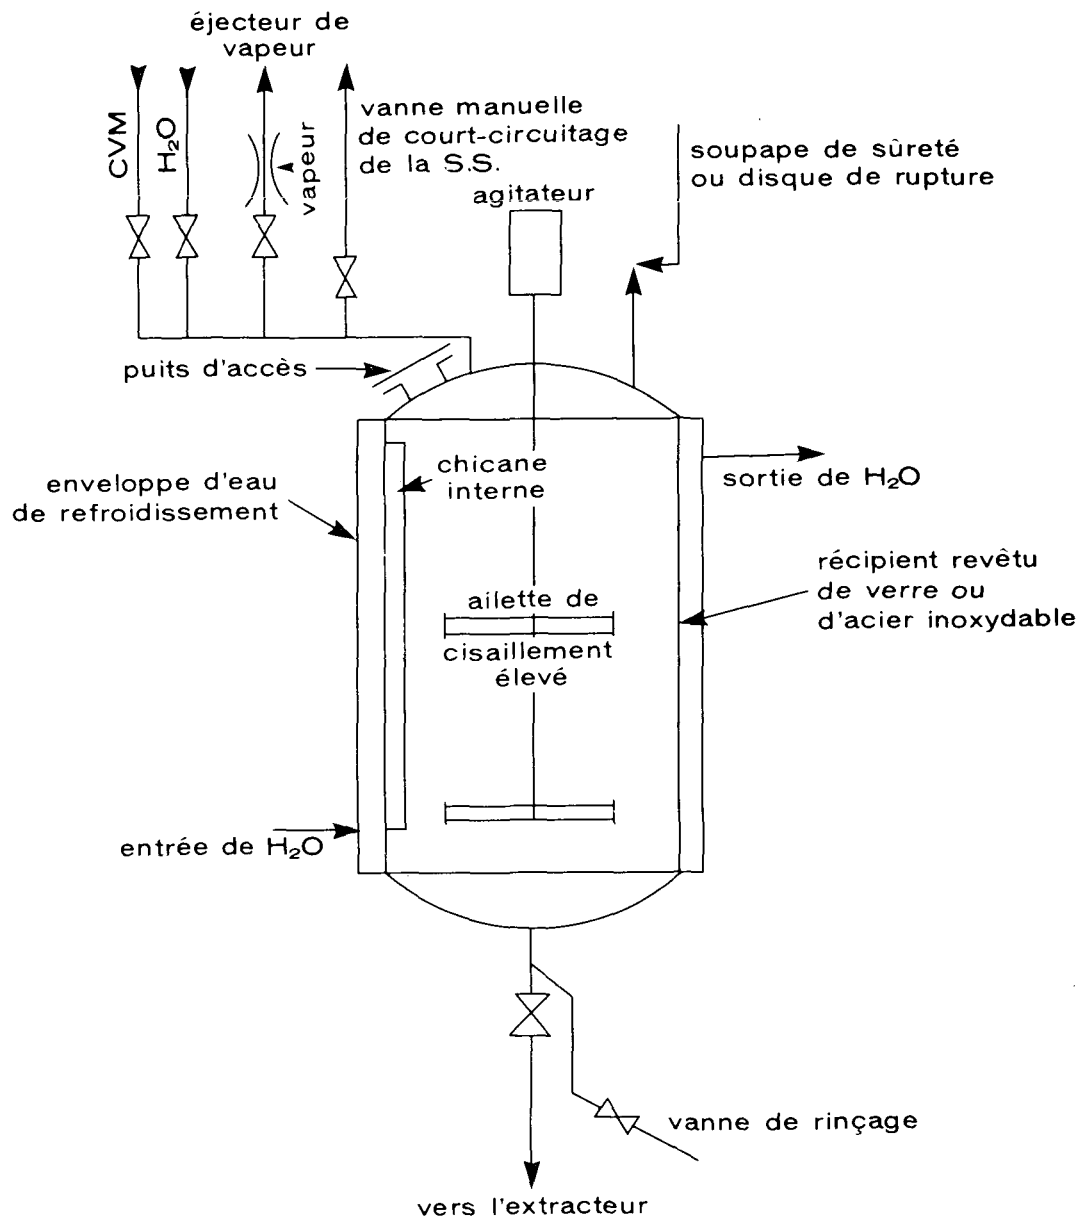 éjecteur de
vapeur
CVM
H₂O
vapeur
vanne manuelle
de court-circuitage
de la S.S.
agitateur
soupape de sûreté
ou disque de rupture
puits d'accès
chicane
interne
enveloppe d'eau
de refroidissement
sortie de H₂O
récipient revêtu
de verre ou
d'acier inoxydable
ailette de
cisaillement
élevé
entrée de H₂O
vanne de rinçage
vers l'extracteur